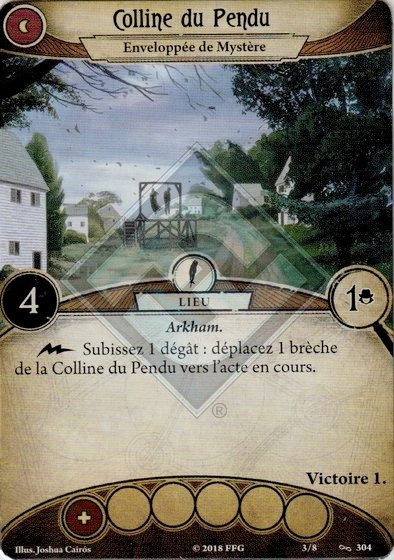 Colline du Pendu
Enveloppée de Mystère
4
LIEU
1
Arkham.
Subissez 1 dégât : déplacez 1 brèche
de la Colline du Pendu vers l'acte en cours.
®
Victoire 1.
Illus. Joshua Cairós
© 2018 FFG
3/8
304